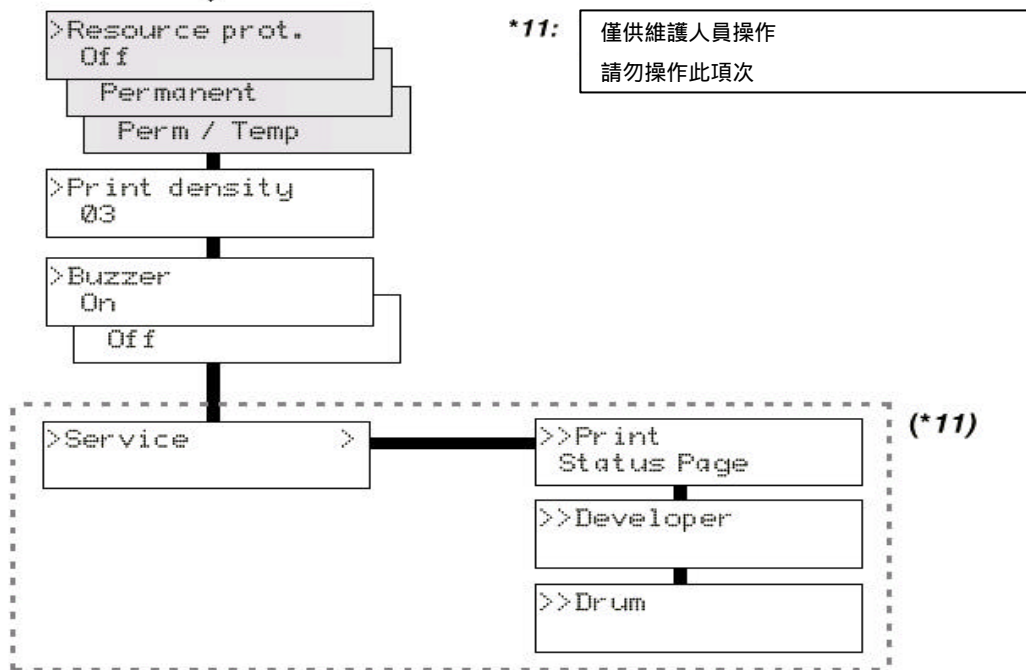 >Resource prot.
Off
Permanent
Perm / Temp
*11:
僅供維護人員操作
請勿操作此項次
>Print density
03
>Buzzer
On
Off
>Service >
>>Print
Status Page
(*11)
>>Developer
>>Drum